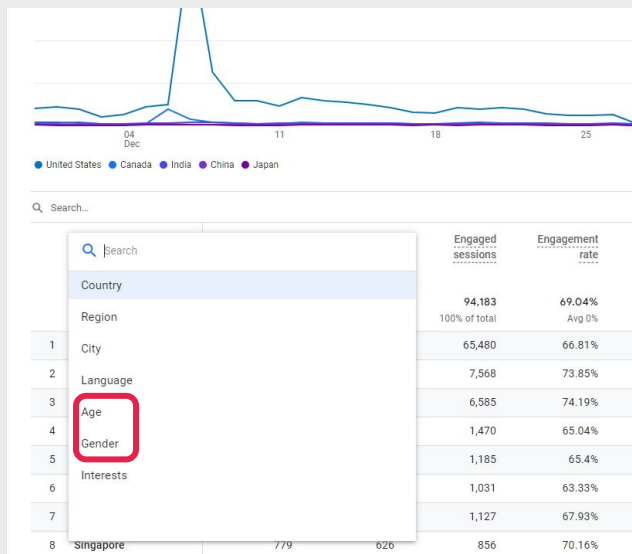 04
Dec
11
18
25
United States Canada India China Japan
Search...
Search
Engaged sessions
Engagement rate
Country
94,183 69.04%
Region
100% of total Avg 0%
1 City 65,480 66.81%
2 Language 7,568 73.85%
3 Age 6,585 74.19%
4 Gender 1,470 65.04%
5 Interests 1,185 65.4%
6 1,031 63.33%
7 1,127 67.93%
8 Singapore 779 626 856 70.16%